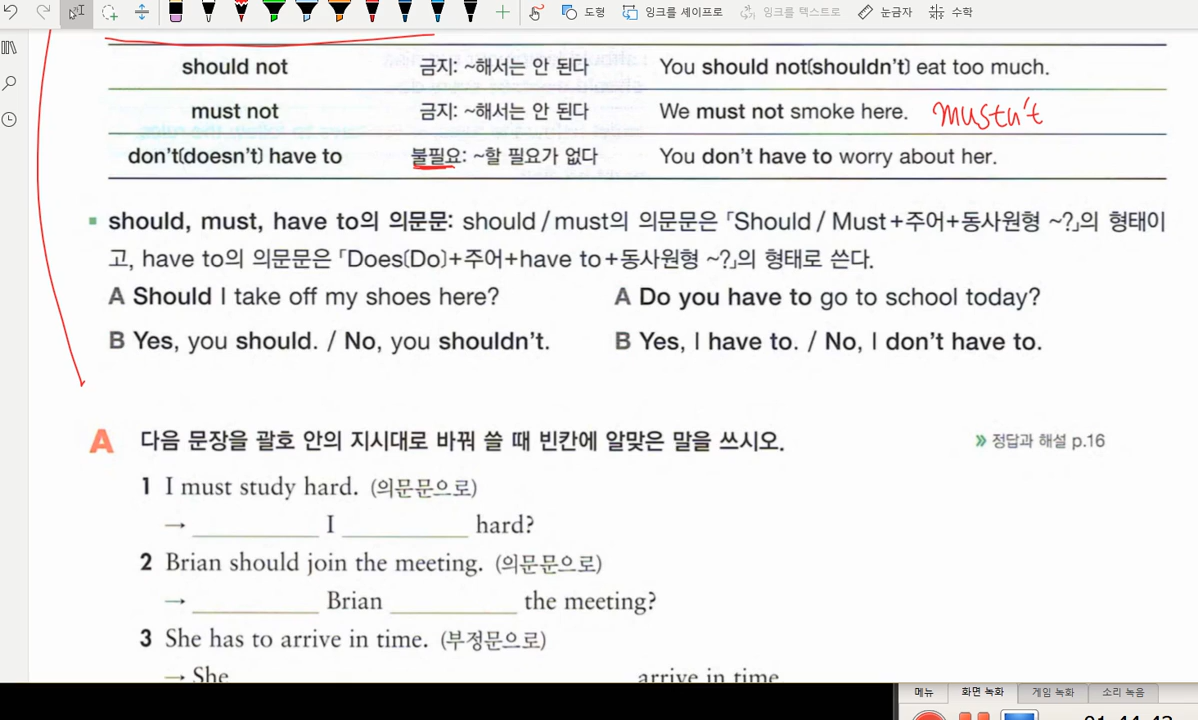 도형 잉크를 셰이프로 잉크를 텍스트로 눈금자 수학
should not 금지: ~해서는 안 된다 You should not(shouldn't) eat too much.
must not 금지: ~해서는 안 된다 We must not smoke here. mustn't
don't(doesn't) have to 불필요: ~할 필요가 없다 You don't have to worry about her.
▪ should, must, have to의 의문문: should / must의 의문문은 「Should / Must+주어+동사원형 ~?」의 형태이
고, have to의 의문문은 「Does(Do)+주어+have to+동사원형 ~?」의 형태로 쓴다.
A Should I take off my shoes here? A Do you have to go to school today?
B Yes, you should. / No, you shouldn't. B Yes, I have to. / No, I don't have to.
A 다음 문장을 괄호 안의 지시대로 바꿔 쓸 때 빈칸에 알맞은 말을 쓰시오. » 정답과 해설 p.16
1 I must study hard. (의문문으로)
→ __________ I __________ hard?
2 Brian should join the meeting. (의문문으로)
→ __________ Brian __________ the meeting?
3 She has to arrive in time. (부정문으로)
→ She arrive in time
메뉴 화면 녹화 게임 녹화 소리 녹음